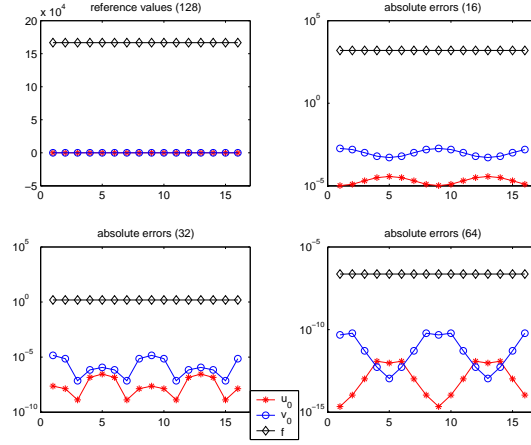 reference values (128)
20 x 10^4
15
10
5
0
-5
0 5 10 15
absolute errors (16)
10^5
10^0
10^-5
0 5 10 15
absolute errors (32)
10^5
10^0
10^-5
10^-10
0 5 10 15
absolute errors (64)
10^-5
10^-10
10^-15
0 5 10 15
u_0
v_0
f